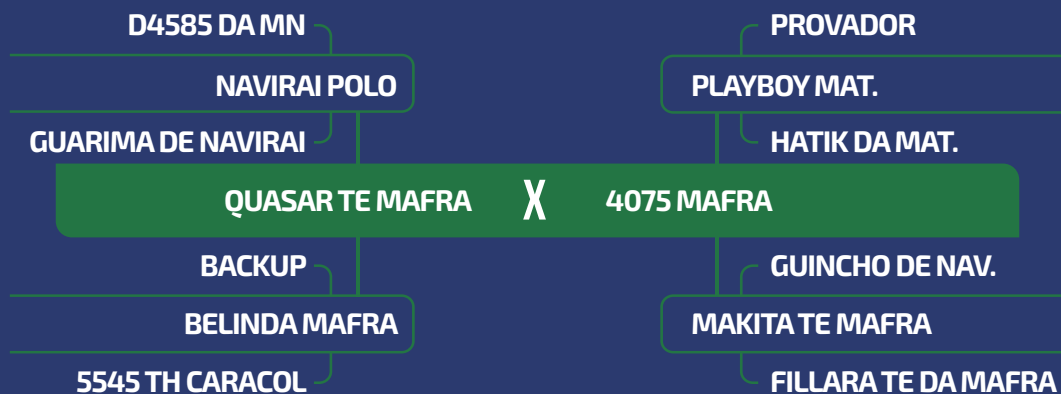 D4585 DA MN
PROVADOR
NAVIRAI POLO
PLAYBOY MAT.
GUARIMA DE NAVIRAI
HATIK DA MAT.
QUASAR TE MAFRA X 4075 MAFRA
BACKUP
GUINCHO DE NAV.
BELINDA MAFRA
MAKITA TE MAFRA
5545 TH CARACOL
FILLARA TE DA MAFRA